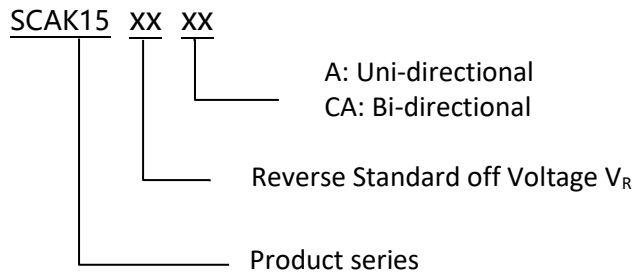 SCAK15 xx xx
A: Uni-directional
CA: Bi-directional
Reverse Standard off Voltage VR
Product series